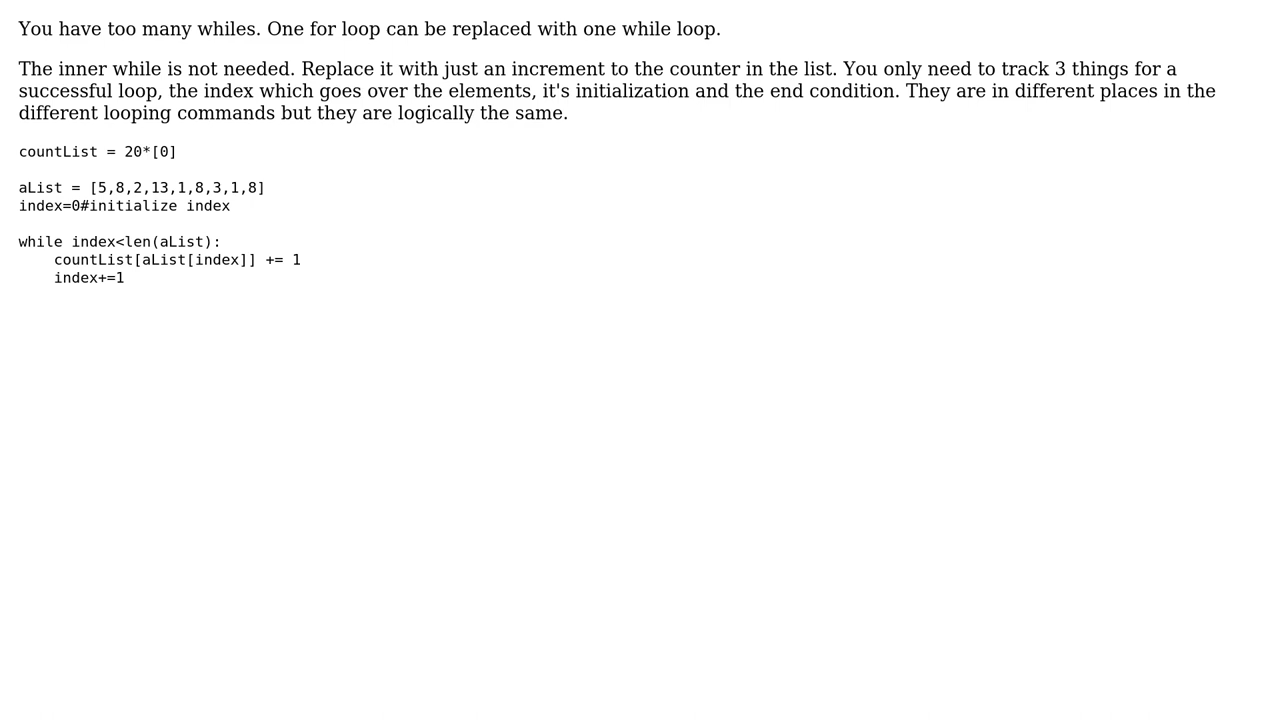 You have too many whiles. One for loop can be replaced with one while loop.
The inner while is not needed. Replace it with just an increment to the counter in the list. You only need to track 3 things for a
successful loop, the index which goes over the elements, it's initialization and the end condition. They are in different places in the
different looping commands but they are logically the same.
countList = 20*[0]
aList = [5,8,2,13,1,8,3,1,8]
index=0#initialize index
while index<len(aList):
    countList[aList[index]] += 1
    index+=1